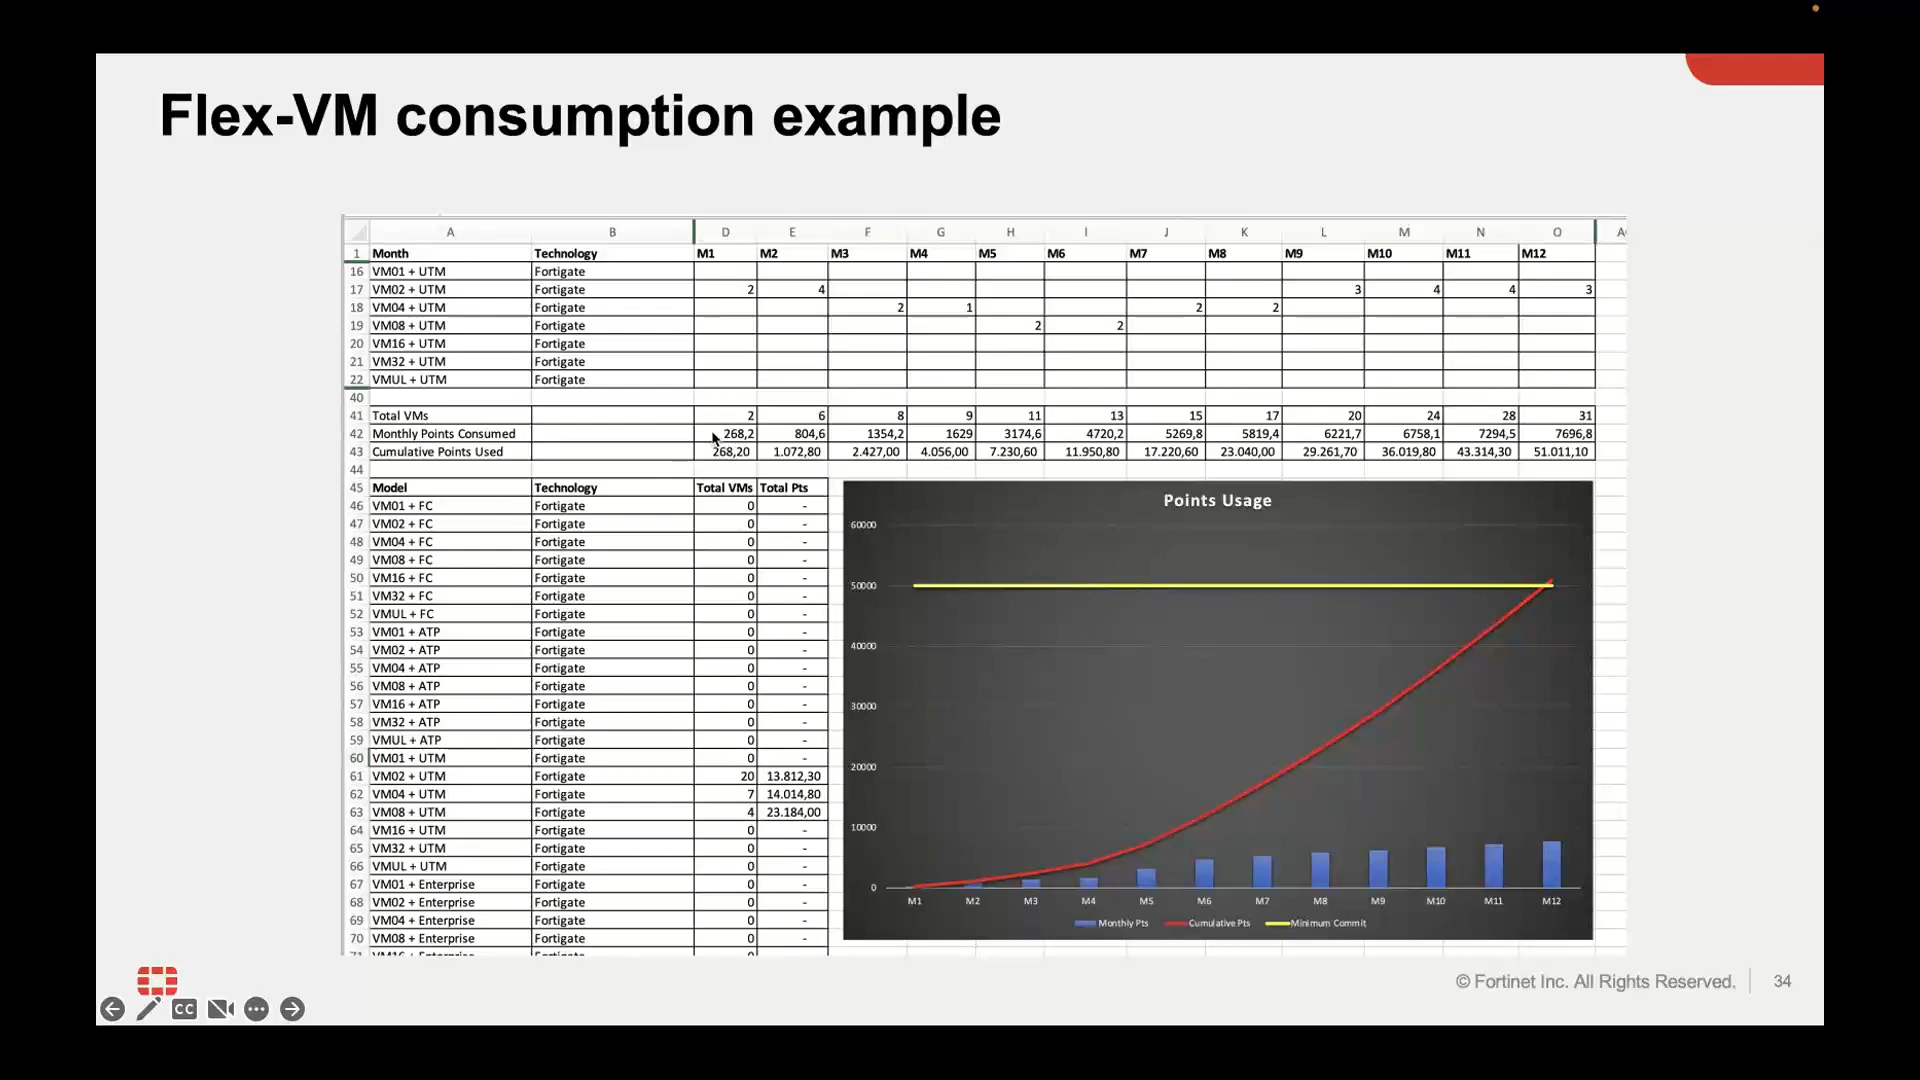 Flex-VM consumption example
A B D E F G H I J K L M N O
1 Month Technology M1 M2 M3 M4 M5 M6 M7 M8 M9 M10 M11 M12
16 VM01 + UTM Fortigate
17 VM02 + UTM Fortigate 2 4 3 4 4 3
18 VM04 + UTM Fortigate 2 1 2 2
19 VM08 + UTM Fortigate 2 2
20 VM16 + UTM Fortigate
21 VM32 + UTM Fortigate
22 VMUL + UTM Fortigate
40
41 Total VMs 2 6 8 9 11 13 15 17 20 24 28 31
42 Monthly Points Consumed 268,2 804,6 1354,2 1629 3174,6 4720,2 5269,8 5819,4 6221,7 6758,1 7294,5 7696,8
43 Cumulative Points Used 268,20 1.072,80 2.427,00 4.056,00 7.230,60 11.950,80 17.220,60 23.040,00 29.261,70 36.019,80 43.314,30 51.011,10
44
45 Model Technology Total VMs Total Pts
46 VM01 + FC Fortigate 0 -
47 VM02 + FC Fortigate 0 -
48 VM04 + FC Fortigate 0 -
49 VM08 + FC Fortigate 0 -
50 VM16 + FC Fortigate 0 -
51 VM32 + FC Fortigate 0 -
52 VMUL + FC Fortigate 0 -
53 VM01 + ATP Fortigate 0 -
54 VM02 + ATP Fortigate 0 -
55 VM04 + ATP Fortigate 0 -
56 VM08 + ATP Fortigate 0 -
57 VM16 + ATP Fortigate 0 -
58 VM32 + ATP Fortigate 0 -
59 VMUL + ATP Fortigate 0 -
60 VM01 + UTM Fortigate 0 -
61 VM02 + UTM Fortigate 20 13.812,30
62 VM04 + UTM Fortigate 7 14.014,80
63 VM08 + UTM Fortigate 4 23.184,00
64 VM16 + UTM Fortigate 0 -
65 VM32 + UTM Fortigate 0 -
66 VMUL + UTM Fortigate 0 -
67 VM01 + Enterprise Fortigate 0 -
68 VM02 + Enterprise Fortigate 0 -
69 VM04 + Enterprise Fortigate 0 -
70 VM08 + Enterprise Fortigate 0 -
Points Usage
60000
50000
40000
30000
20000
10000
0
M1 M2 M3 M4 M5 M6 M7 M8 M9 M10 M11 M12
Monthly Pts Cumulative Pts Minimum Commit
CC
© Fortinet Inc. All Rights Reserved. 34